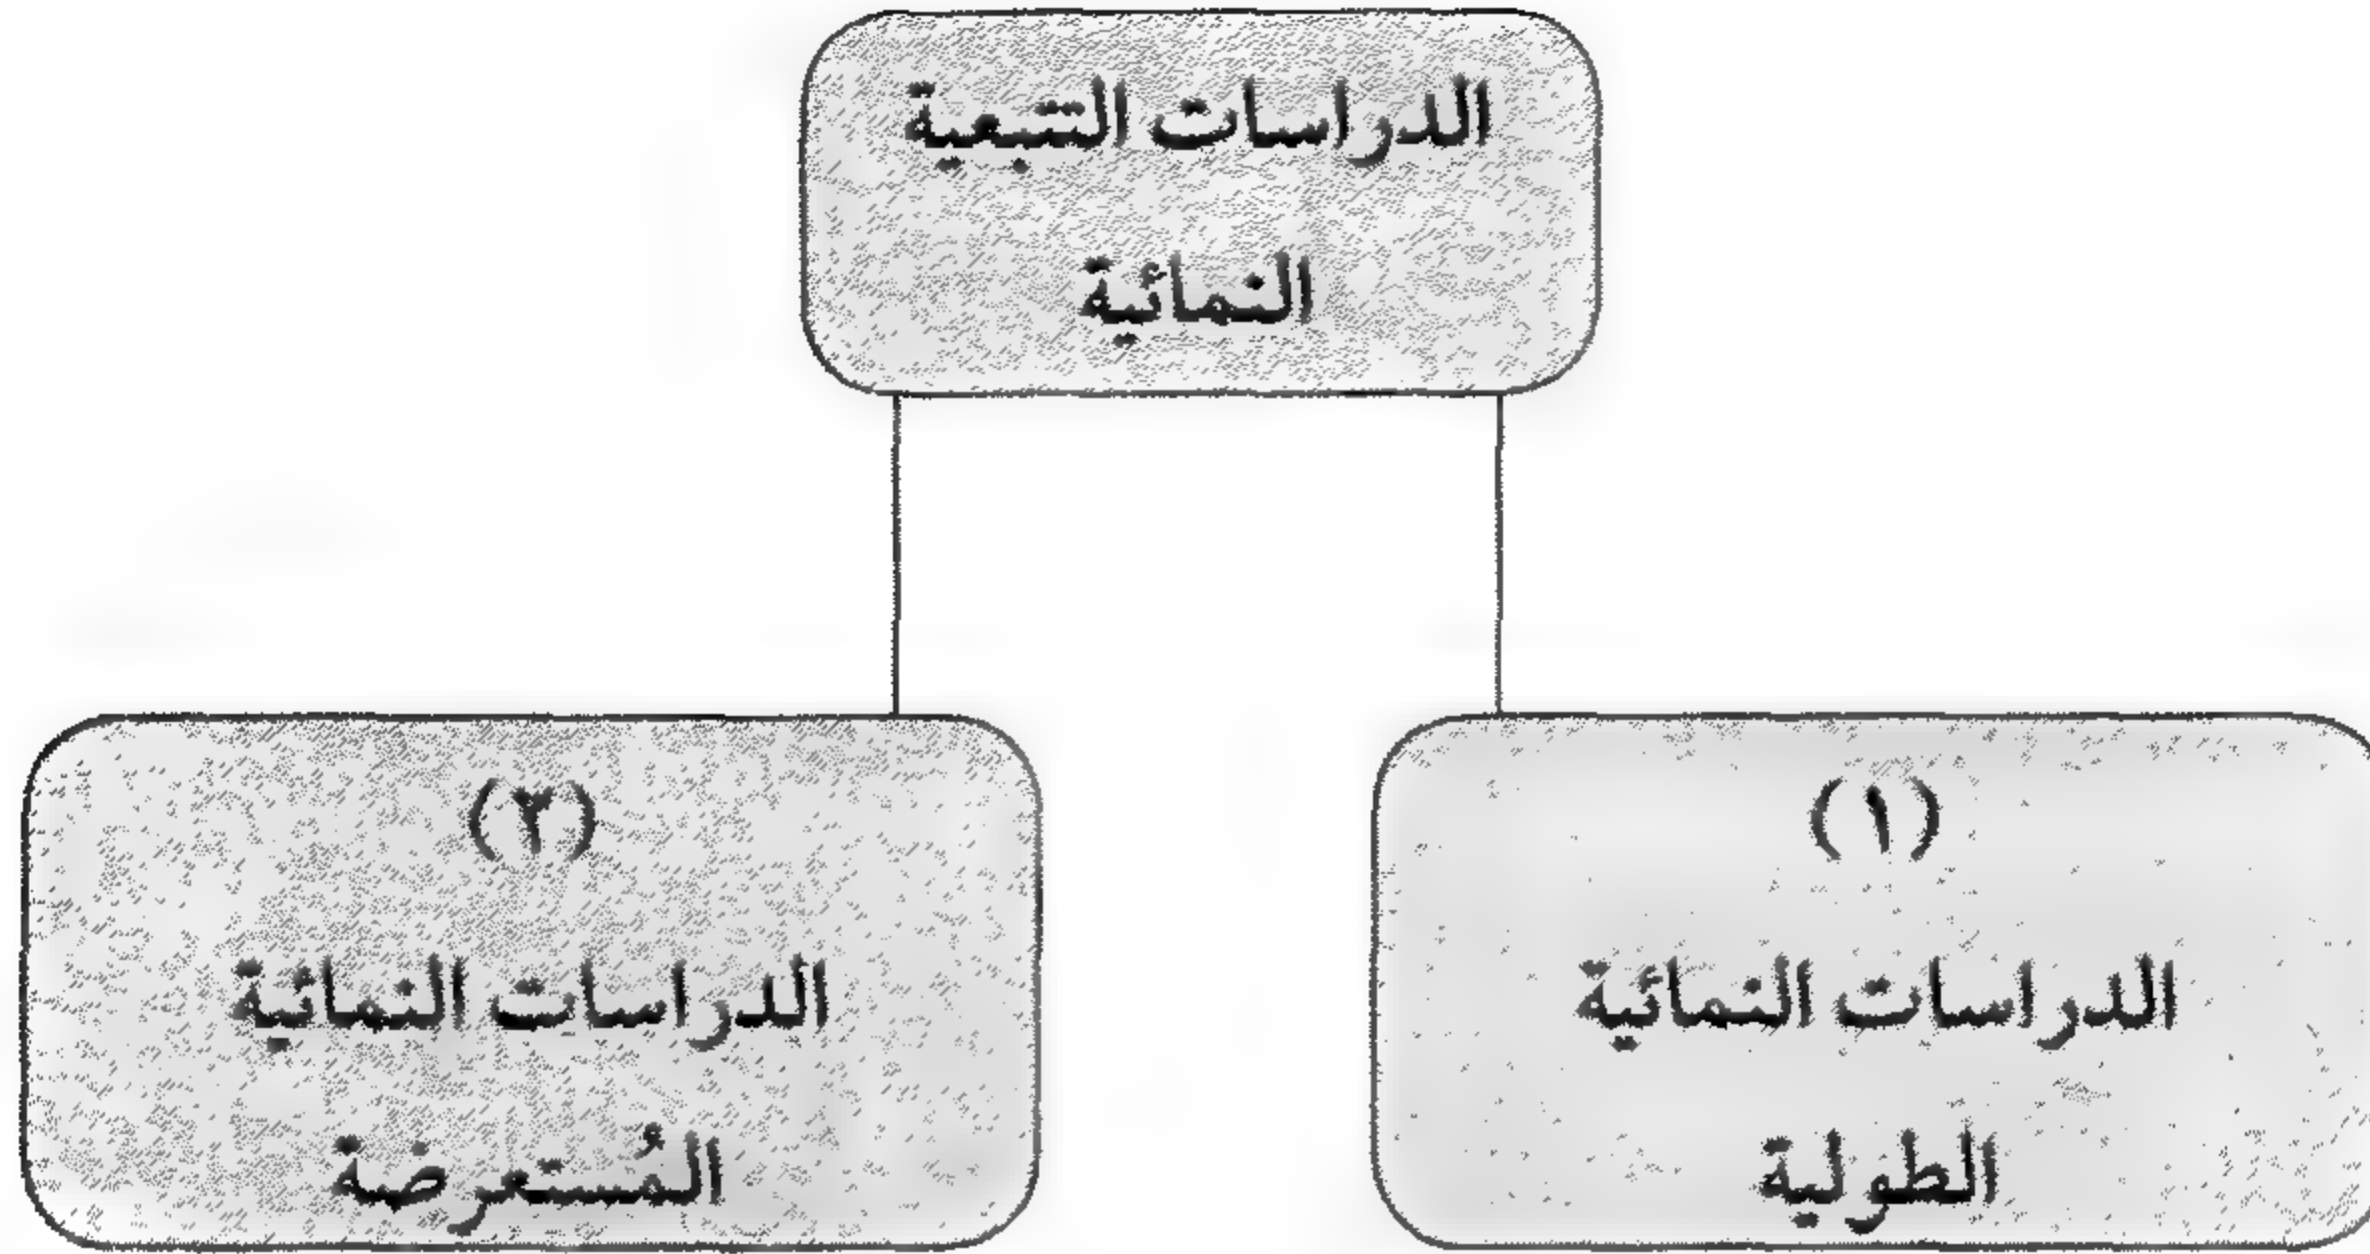 الدراسات التتبعية
النمائية
(١)
الدراسات النمائية
الطولية
(٢)
الدراسات النمائية
المُستعرضة